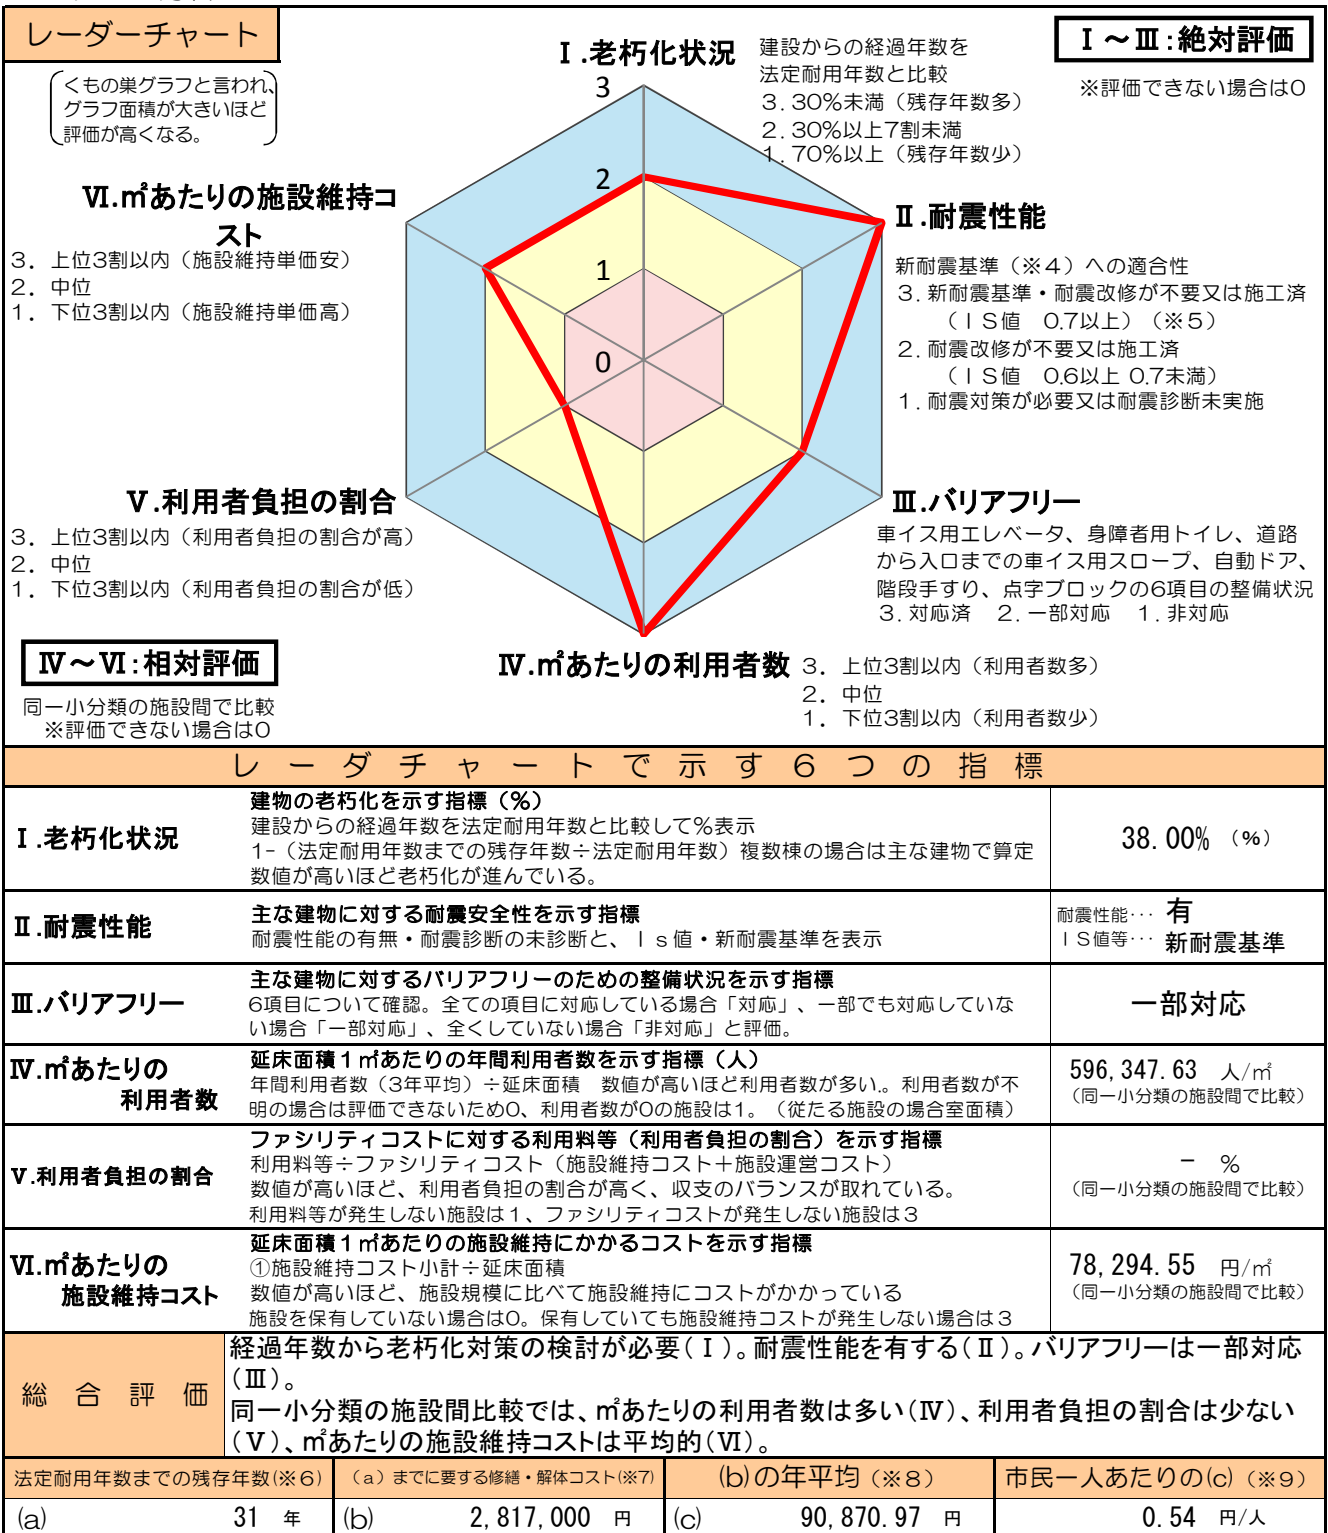 レーダーチャート
くもの巣グラフと言われ、
グラフ面積が大きいほど
評価が高くなる。
Ⅰ～Ⅲ:絶対評価
※評価できない場合は0
Ⅰ.老朽化状況
建設からの経過年数を
法定耐用年数と比較
3.30%未満（残存年数多）
2.30%以上7割未満
1.70%以上（残存年数少）
3
2
1
0
Ⅱ.耐震性能
新耐震基準（※4）への適合性
3.新耐震基準・耐震改修が不要又は施工済
（ＩＳ値　0.7以上）（※5）
2.耐震改修が不要又は施工済
（ＩＳ値　0.6以上 0.7未満）
1.耐震対策が必要又は耐震診断未実施
Ⅵ.㎡あたりの施設維持コ
スト
3．上位3割以内（施設維持単価安）
2．中位
1．下位3割以内（施設維持単価高）
Ⅴ.利用者負担の割合
3．上位3割以内（利用者負担の割合が高）
2．中位
1．下位3割以内（利用者負担の割合が低）
Ⅲ.バリアフリー
車イス用エレベータ、身障者用トイレ、道路
から入口までの車イス用スロープ、自動ドア、
階段手すり、点字ブロックの6項目の整備状況
3.対応済　2.一部対応　1.非対応
Ⅳ～Ⅵ:相対評価
同一小分類の施設間で比較
※評価できない場合は0
Ⅳ.㎡あたりの利用者数
3．上位3割以内（利用者数多）
2．中位
1．下位3割以内（利用者数少）
レーダチャートで示す6つの指標
Ⅰ.老朽化状況
建物の老朽化を示す指標（%）
建設からの経過年数を法定耐用年数と比較して%表示
1-（法定耐用年数までの残存年数÷法定耐用年数）複数棟の場合は主な建物で算定
数値が高いほど老朽化が進んでいる。
38.00% （%）
Ⅱ.耐震性能
主な建物に対する耐震安全性を示す指標
耐震性能の有無・耐震診断の未診断と、Ｉｓ値・新耐震基準を表示
耐震性能… 有
ＩＳ値等… 新耐震基準
Ⅲ.バリアフリー
主な建物に対するバリアフリーのための整備状況を示す指標
6項目について確認。全ての項目に対応している場合「対応」、一部でも対応していな
い場合「一部対応」、全くしていない場合「非対応」と評価。
一部対応
Ⅳ.㎡あたりの
利用者数
延床面積1㎡あたりの年間利用者数を示す指標（人）
年間利用者数（3年平均）÷延床面積　数値が高いほど利用者数が多い。利用者数が不
明の場合は評価できないため0、利用者数が0の施設は1。（従たる施設の場合室面積）
596,347.63 人/㎡
（同一小分類の施設間で比較）
Ⅴ.利用者負担の割合
ファシリティコストに対する利用料等（利用者負担の割合）を示す指標
利用料等÷ファシリティコスト（施設維持コスト＋施設運営コスト）
数値が高いほど、利用者負担の割合が高く、収支のバランスが取れている。
利用料等が発生しない施設は1、ファシリティコストが発生しない施設は3
－ %
（同一小分類の施設間で比較）
Ⅵ.㎡あたりの
施設維持コスト
延床面積1㎡あたりの施設維持にかかるコストを示す指標
①施設維持コスト小計÷延床面積
数値が高いほど、施設規模に比べて施設維持にコストがかかっている
施設を保有していない場合は0。保有していても施設維持コストが発生しない場合は3
78,294.55 円/㎡
（同一小分類の施設間で比較）
総合評価
経過年数から老朽化対策の検討が必要(Ⅰ)。耐震性能を有する(Ⅱ)。バリアフリーは一部対応
(Ⅲ)。
同一小分類の施設間比較では、㎡あたりの利用者数は多い(Ⅳ)、利用者負担の割合は少ない
(Ⅴ)、㎡あたりの施設維持コストは平均的(Ⅵ)。
法定耐用年数までの残存年数(※6)
（a）までに要する修繕・解体コスト(※7)
(b)の年平均（※8）
市民一人あたりの(c)（※9）
(a) 31 年
(b) 2,817,000 円
(c) 90,870.97 円
0.54 円/人